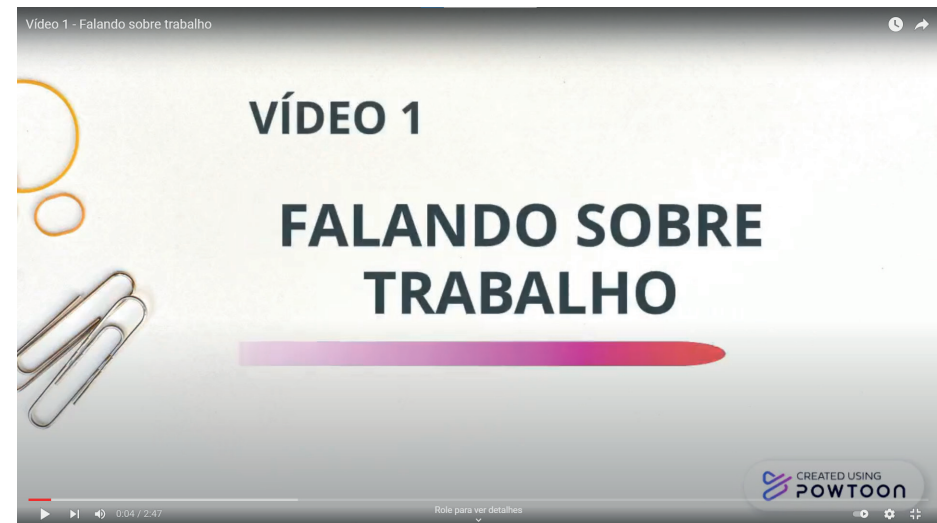 Vídeo 1 - Falando sobre trabalho
VÍDEO 1
FALANDO SOBRE
TRABALHO
CREATED USING
POWTOON
0:04 / 2:47
Role para ver detalhes